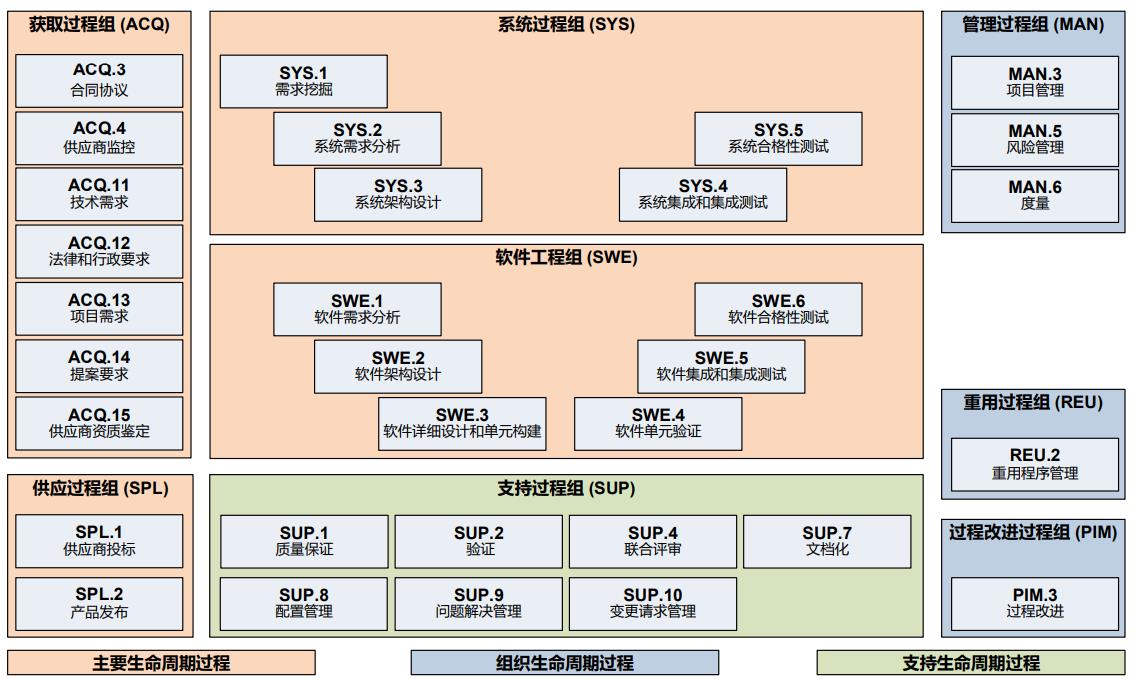 获取过程组 (ACQ)
ACQ.3
合同协议
ACQ.4
供应商监控
ACQ.11
技术需求
ACQ.12
法律和行政要求
ACQ.13
项目需求
ACQ.14
提案要求
ACQ.15
供应商资质鉴定
系统过程组 (SYS)
SYS.1
需求挖掘
SYS.2
系统需求分析
SYS.3
系统架构设计
SYS.5
系统合格性测试
SYS.4
系统集成和集成测试
管理过程组 (MAN)
MAN.3
项目管理
MAN.5
风险管理
MAN.6
度量
软件工程组 (SWE)
SWE.1
软件需求分析
SWE.2
软件架构设计
SWE.3
软件详细设计和单元构建
SWE.6
软件合格性测试
SWE.5
软件集成和集成测试
SWE.4
软件单元验证
重用过程组 (REU)
REU.2
重用程序管理
供应过程组 (SPL)
SPL.1
供应商投标
SPL.2
产品发布
支持过程组 (SUP)
SUP.1
质量保证
SUP.2
验证
SUP.4
联合评审
SUP.7
文档化
SUP.8
配置管理
SUP.9
问题解决管理
SUP.10
变更请求管理
过程改进过程组 (PIM)
PIM.3
过程改进
主要生命周期过程
组织生命周期过程
支持生命周期过程